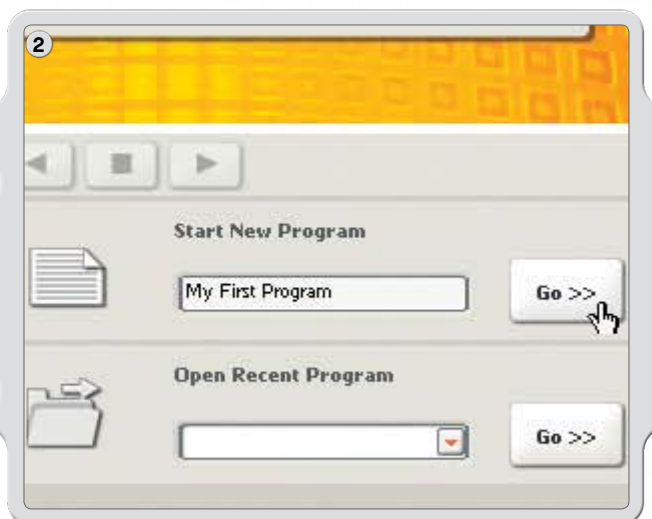 2
Start New Program
My First Program
Go >>
Open Recent Program
Go >>